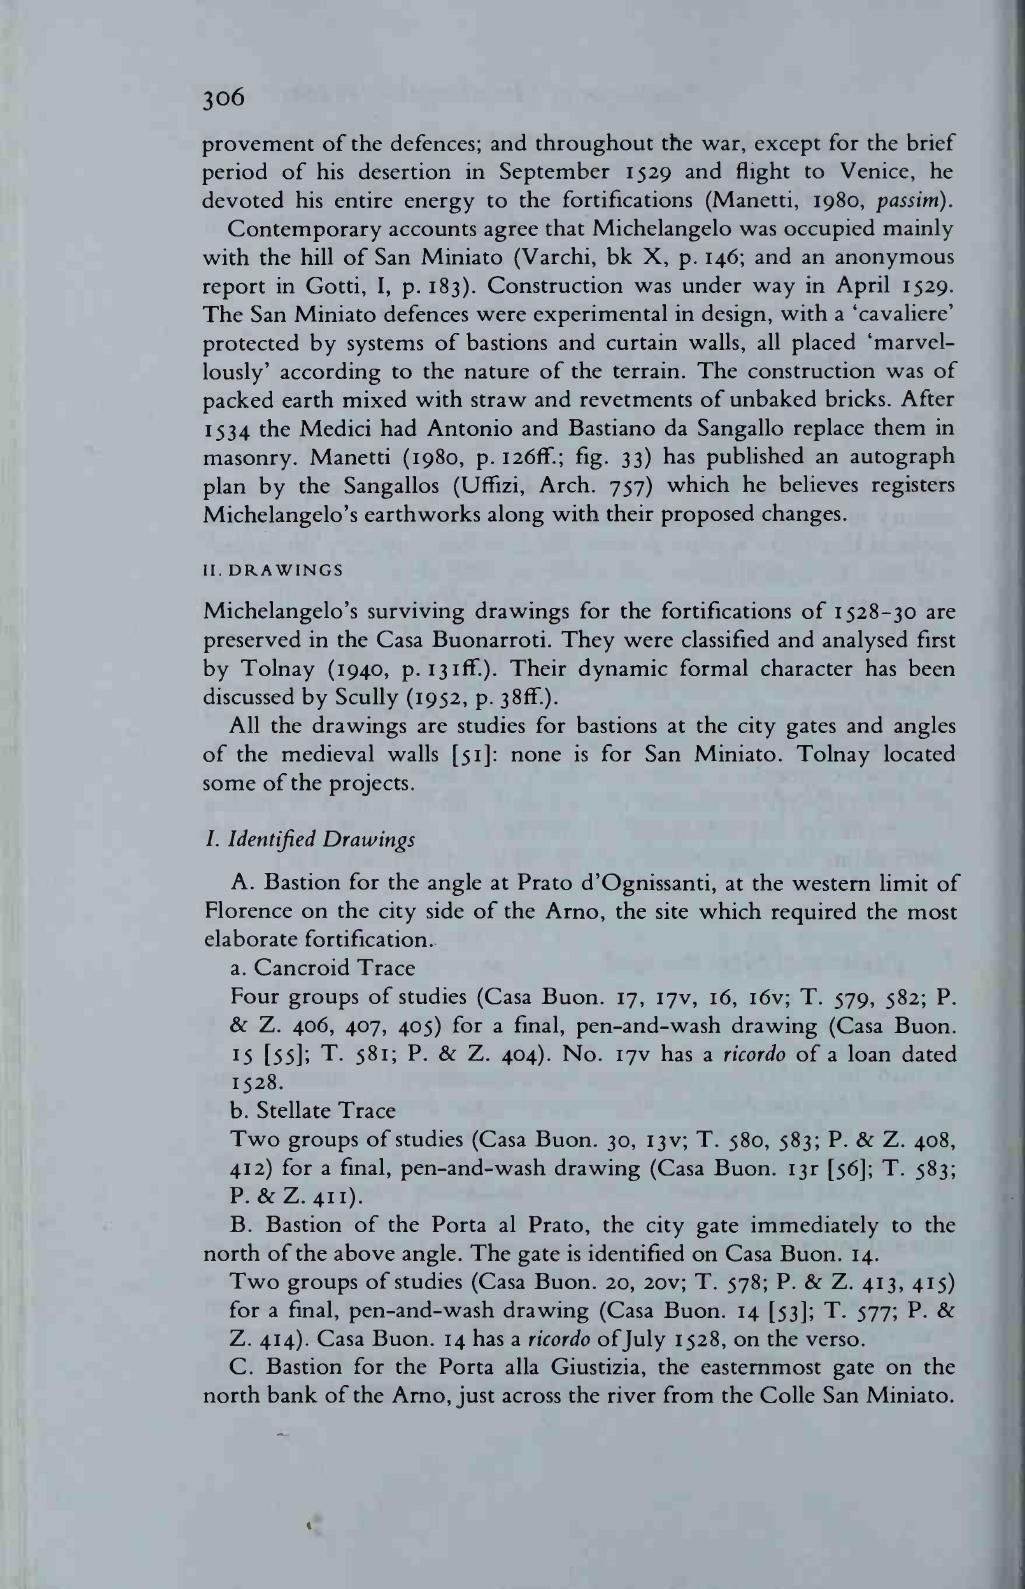 306
provement of the defences; and throughout the war, except for the brief
period of his desertion in September 1529 and flight to Venice, he
devoted his entire energy to the fortifications (Manetti, 1980, passim).
Contemporary accounts agree that Michelangelo was occupied mainly
with the hill of San Miniato (Varchi, bk X, p. 146; and an anonymous
report in Gotti, I, p. 183). Construction was under way in April 1529.
The San Miniato defences were experimental in design, with a ‘cavaliere’
protected by systems of bastions and curtain walls, all placed ‘marvel-
lously’ according to the nature of the terrain. The construction was of
packed earth mixed with straw and revetments of unbaked bricks. After
1534 the Medici had Antonio and Bastiano da Sangallo replace them in
masonry. Manetti (1980, p. 126ff.; fig. 33) has published an autograph
plan by the Sangallos (Uffizi, Arch. 757) which he believes registers
Michelangelo’s earthworks along with their proposed changes.
II. DRAWINGS
Michelangelo’s surviving drawings for the fortifications of 1528–30 are
preserved in the Casa Buonarroti. They were classified and analysed first
by Tolnay (1940, p. 131ff.). Their dynamic formal character has been
discussed by Scully (1952, p. 38ff.).
All the drawings are studies for bastions at the city gates and angles
of the medieval walls [51]: none is for San Miniato. Tolnay located
some of the projects.
I. Identified Drawings
A. Bastion for the angle at Prato d’Ognissanti, at the western limit of
Florence on the city side of the Arno, the site which required the most
elaborate fortification.
a. Cancroid Trace
Four groups of studies (Casa Buon. 17, 17v, 16, 16v; T. 579, 582; P.
& Z. 406, 407, 405) for a final, pen-and-wash drawing (Casa Buon.
15 [55]; T. 581; P. & Z. 404). No. 17v has a ricordo of a loan dated
1528.
b. Stellate Trace
Two groups of studies (Casa Buon. 30, 13v; T. 580, 583; P. & Z. 408,
412) for a final, pen-and-wash drawing (Casa Buon. 13r [56]; T. 583;
P. & Z. 411).
B. Bastion of the Porta al Prato, the city gate immediately to the
north of the above angle. The gate is identified on Casa Buon. 14.
Two groups of studies (Casa Buon. 20, 20v; T. 578; P. & Z. 413, 415)
for a final, pen-and-wash drawing (Casa Buon. 14 [53]; T. 577; P. &
Z. 414). Casa Buon. 14 has a ricordo of July 1528, on the verso.
C. Bastion for the Porta alla Giustizia, the easternmost gate on the
north bank of the Arno, just across the river from the Colle San Miniato.